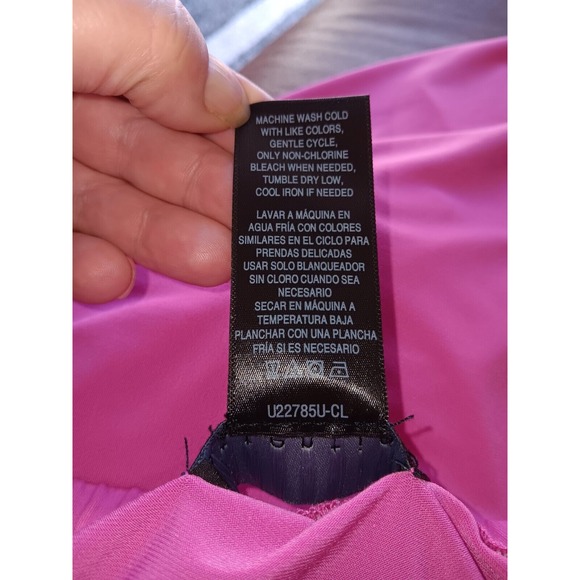 MACHINE WASH COLD
WITH LIKE COLORS,
GENTLE CYCLE,
ONLY NON-CHLORINE
BLEACH WHEN NEEDED,
TUMBLE DRY LOW,
COOL IRON IF NEEDED
LAVAR A MÁQUINA EN
AGUA FRÍA CON COLORES
SIMILARES EN EL CICLO PARA
PRENDAS DELICADAS
USAR SOLO BLANQUEADOR
SIN CLORO CUANDO SEA
NECESARIO
SECAR EN MÁQUINA A
TEMPERATURA BAJA
PLANCHAR CON UNA PLANCHA
FRÍA SI ES NECESARIO
U22785U-CL